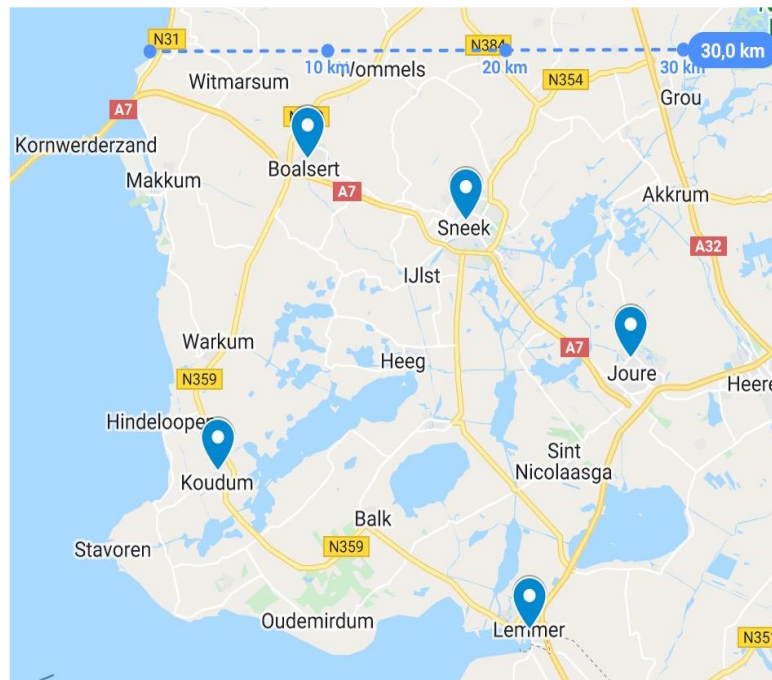 N31
N384
30,0 km
10 km
Wommels
20 km
30 km
Witmarsum
N354
Grou
A7
Kornwerderzand
Boalsert
Makkum
A7
Akkrum
Sneek
A32
IJlst
Warkum
A7
Heeg
Joure
N359
Heere
Hindeloopen
Sint
Nicolaasga
Koudum
Balk
Stavoren
N359
Oudemirdum
Lemmer
N351